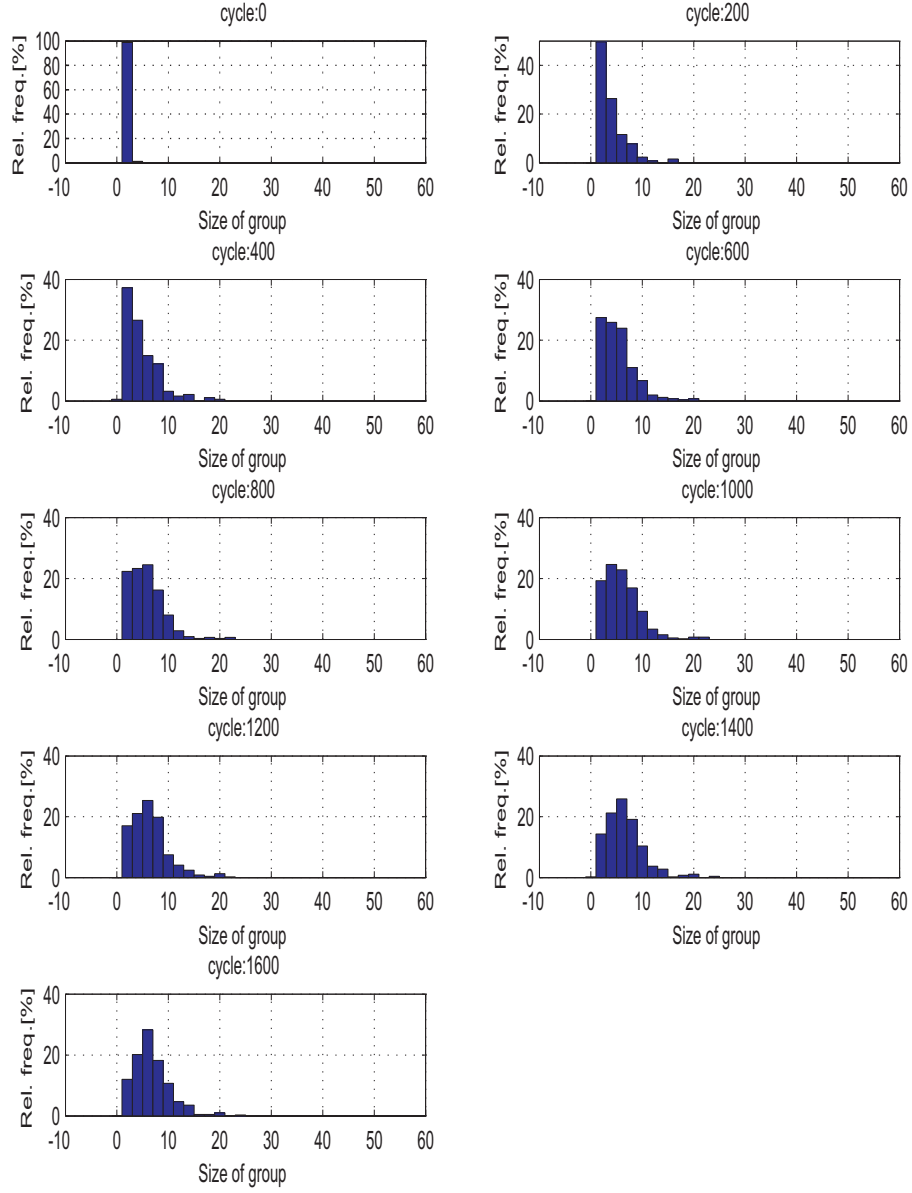 cycle:0
100
80
60
40
20
0
Rel. freq.[%]
-10 0 10 20 30 40 50 60
Size of group
cycle:200
40
20
0
Rel. freq.[%]
-10 0 10 20 30 40 50 60
Size of group
cycle:400
40
20
0
Rel. freq.[%]
-10 0 10 20 30 40 50 60
Size of group
cycle:600
40
20
0
Rel. freq.[%]
-10 0 10 20 30 40 50 60
Size of group
cycle:800
40
20
0
Rel. freq.[%]
-10 0 10 20 30 40 50 60
Size of group
cycle:1000
40
20
0
Rel. freq.[%]
-10 0 10 20 30 40 50 60
Size of group
cycle:1200
40
20
0
Rel. freq.[%]
-10 0 10 20 30 40 50 60
Size of group
cycle:1400
40
20
0
Rel. freq.[%]
-10 0 10 20 30 40 50 60
Size of group
cycle:1600
40
20
0
Rel. freq.[%]
-10 0 10 20 30 40 50 60
Size of group